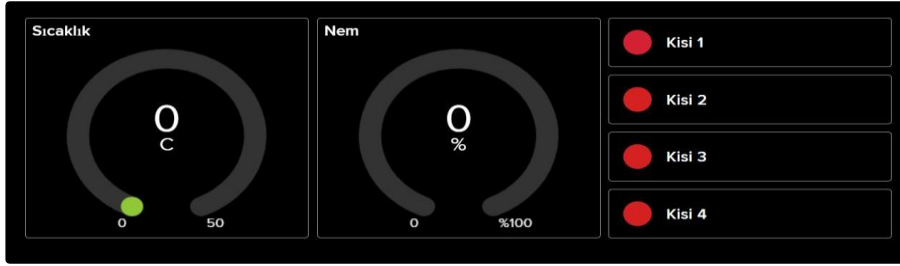 Sıcaklık
0
C
0
50
Nem
0
%
0
%100
Kisi 1
Kisi 2
Kisi 3
Kisi 4